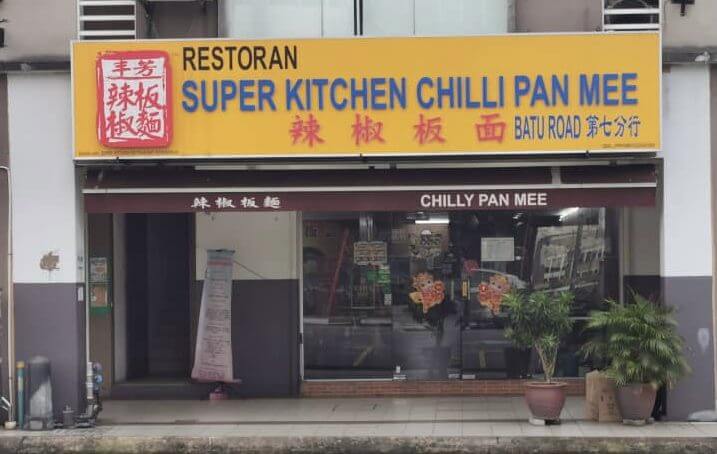 丰芳
辣椒板麵
RESTORAN
SUPER KITCHEN CHILLI PAN MEE
辣椒板面 BATU ROAD 第七分行
辣椒板麵 CHILLY PAN MEE